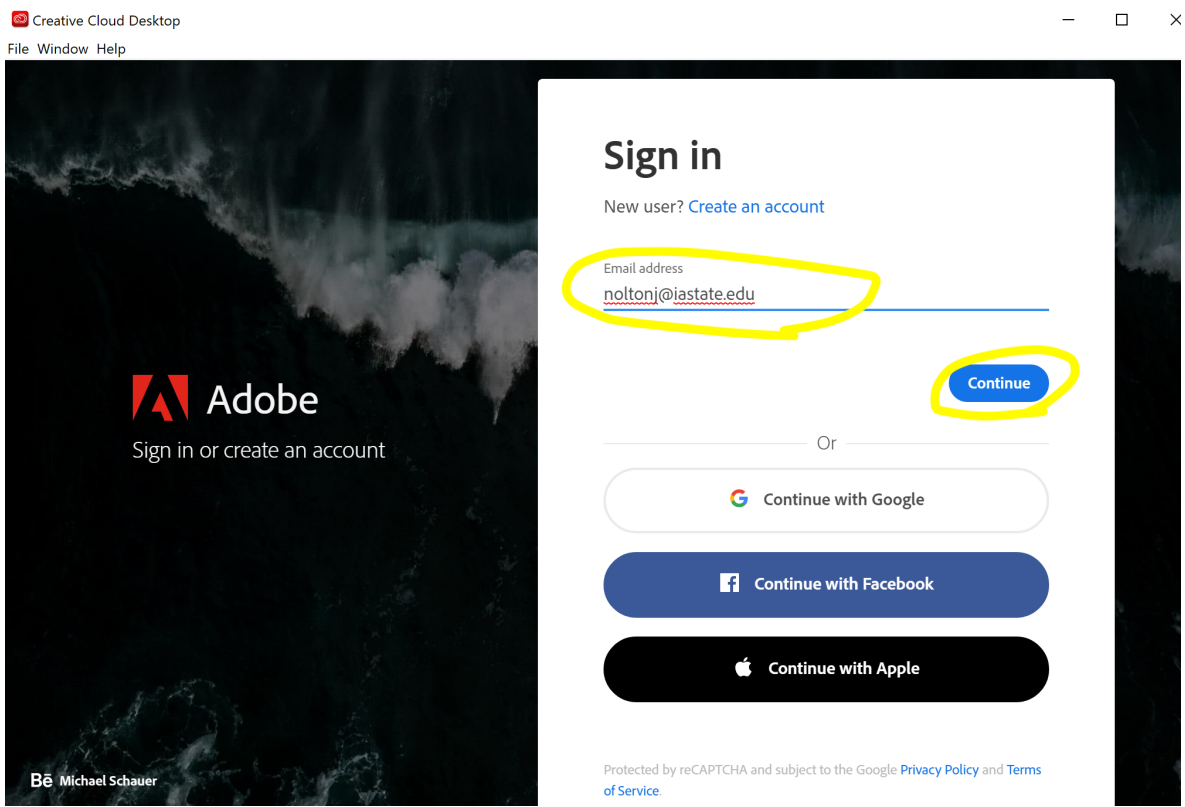 Creative Cloud Desktop
File Window Help
Sign in
New user? Create an account
Email address
noltonj@iastate.edu
Continue
Adobe
Sign in or create an account
Or
Continue with Google
Continue with Facebook
Continue with Apple
Bē Michael Schauer
Protected by reCAPTCHA and subject to the Google Privacy Policy and Terms
of Service.